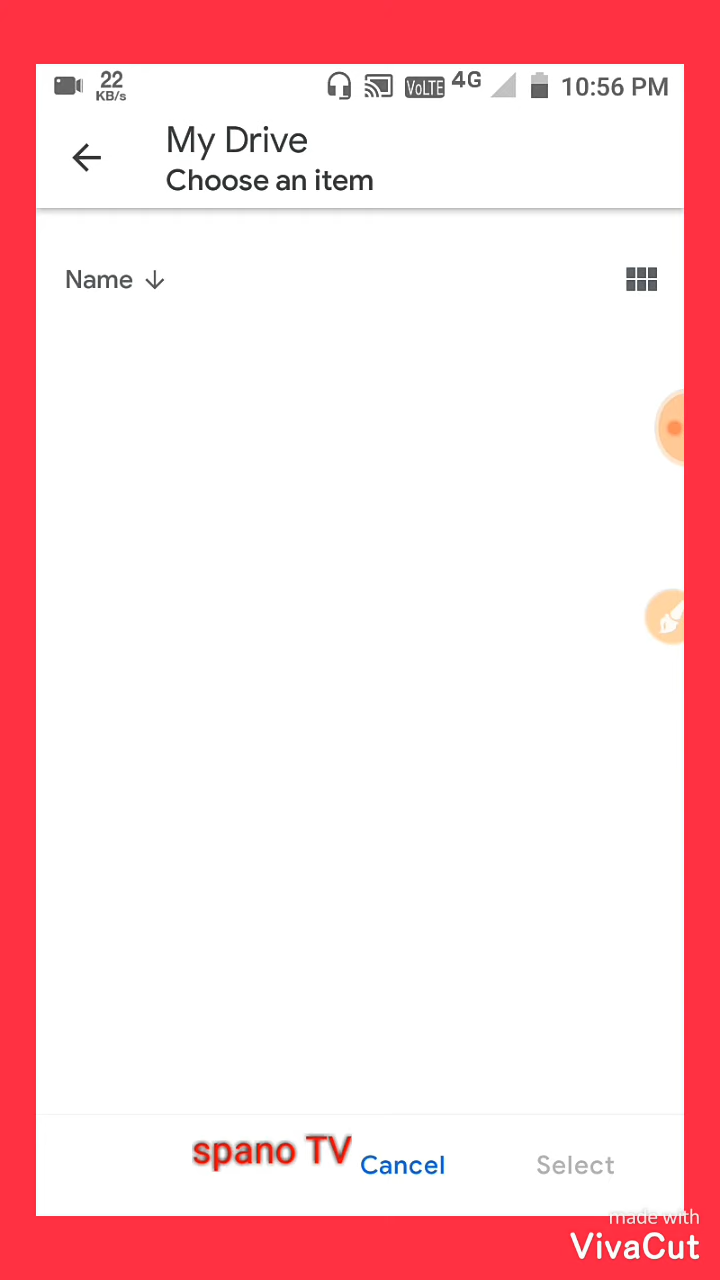 22
KB/s
VoLTE 4G 10:56 PM
My Drive
Choose an item
Name
spano TV
Cancel
Select
made with
VivaCut